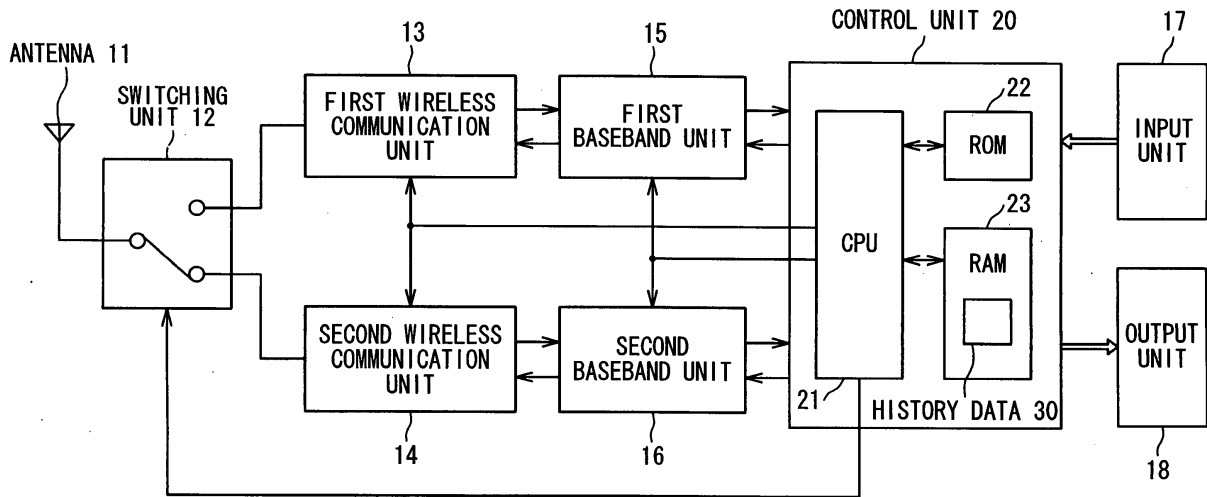 ANTENNA 11
SWITCHING
UNIT 12
13
FIRST WIRELESS
COMMUNICATION
UNIT
15
FIRST
BASEBAND UNIT
CONTROL UNIT 20
22
ROM
17
INPUT
UNIT
CPU
23
RAM
SECOND WIRELESS
COMMUNICATION
UNIT
14
SECOND
BASEBAND UNIT
16
21
HISTORY DATA 30
OUTPUT
UNIT
18